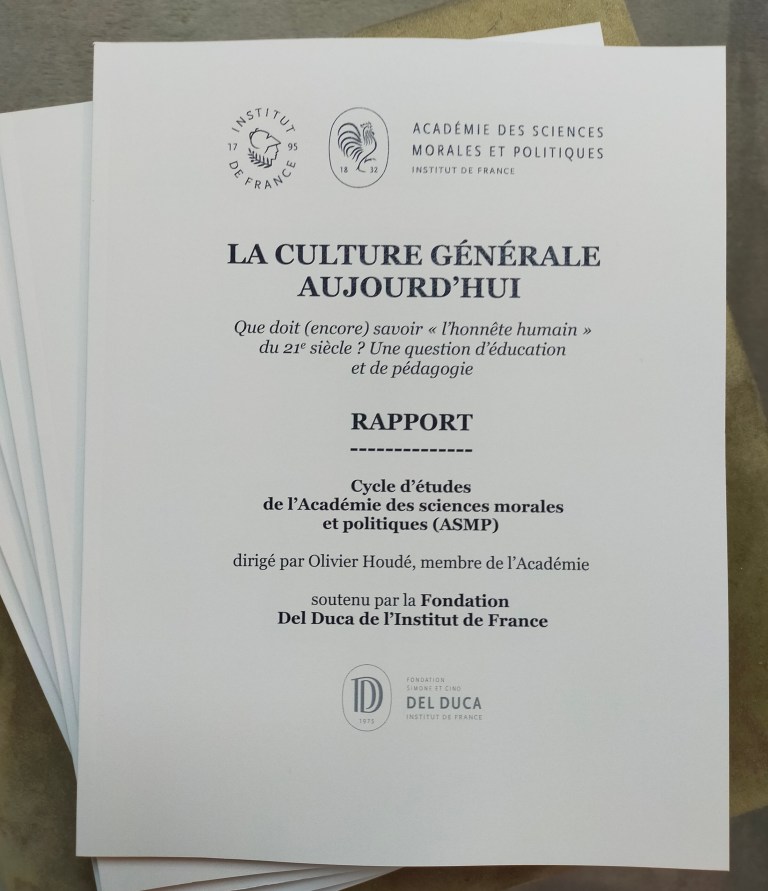 INSTITUT
17 95
DE FRANCE
18 32
ACADÉMIE DES SCIENCES
MORALES ET POLITIQUES
INSTITUT DE FRANCE
LA CULTURE GÉNÉRALE
AUJOURD'HUI
Que doit (encore) savoir « l'honnête humain »
du 21e siècle ? Une question d'éducation
et de pédagogie
RAPPORT
--------------
Cycle d'études
de l'Académie des sciences morales
et politiques (ASMP)
dirigé par Olivier Houdé, membre de l'Académie
soutenu par la Fondation
Del Duca de l'Institut de France
D
1975
FONDATION
SIMONE ET CINO
DEL DUCA
INSTITUT DE FRANCE